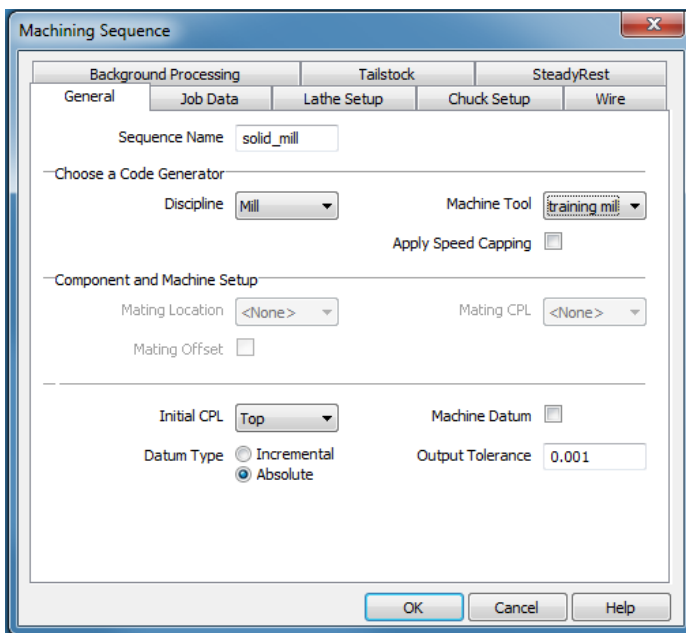 Machining Sequence
Background Processing Tailstock SteadyRest
General Job Data Lathe Setup Chuck Setup Wire
Sequence Name solid_mill
Choose a Code Generator
Discipline Mill Machine Tool training mil
Apply Speed Capping
Component and Machine Setup
Mating Location <None> Mating CPL <None>
Mating Offset
Initial CPL Top Machine Datum
Datum Type Incremental Output Tolerance 0.001
Absolute
OK Cancel Help